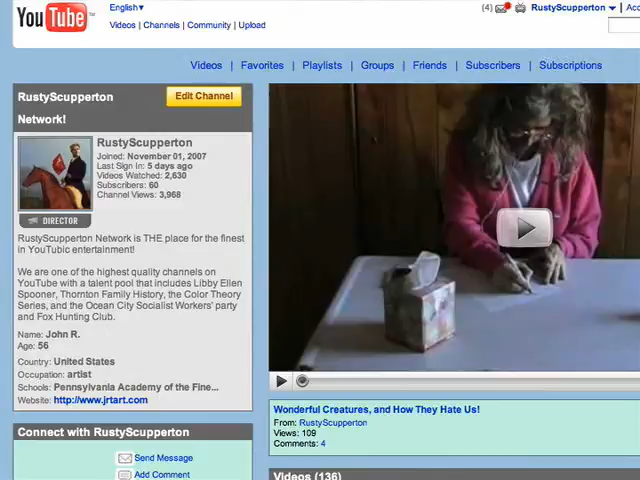 YouTube™
English▾
Videos | Channels | Community | Upload
(4)
RustyScupperton ▾ |
Videos | Favorites | Playlists | Groups | Friends | Subscribers | Subscriptions
RustyScupperton
Network!
Edit Channel
RustyScupperton
Joined: November 01, 2007
Last Sign In: 5 days ago
Videos Watched: 2,630
Subscribers: 60
Channel Views: 3,968
DIRECTOR
RustyScupperton Network is THE place for the finest
in YouTubic entertainment!
We are one of the highest quality channels on
YouTube with a talent pool that includes Libby Ellen
Spooner, Thornton Family History, the Color Theory
Series, and the Ocean City Socialist Workers' party
and Fox Hunting Club.
Name: John R.
Age: 56
Country: United States
Occupation: artist
Schools: Pennsylvania Academy of the Fine...
Website: http://www.jrtart.com
Connect with RustyScupperton
Send Message
Add Comment
Wonderful Creatures, and How They Hate Us!
From: RustyScupperton
Views: 109
Comments: 4
Videos (136)